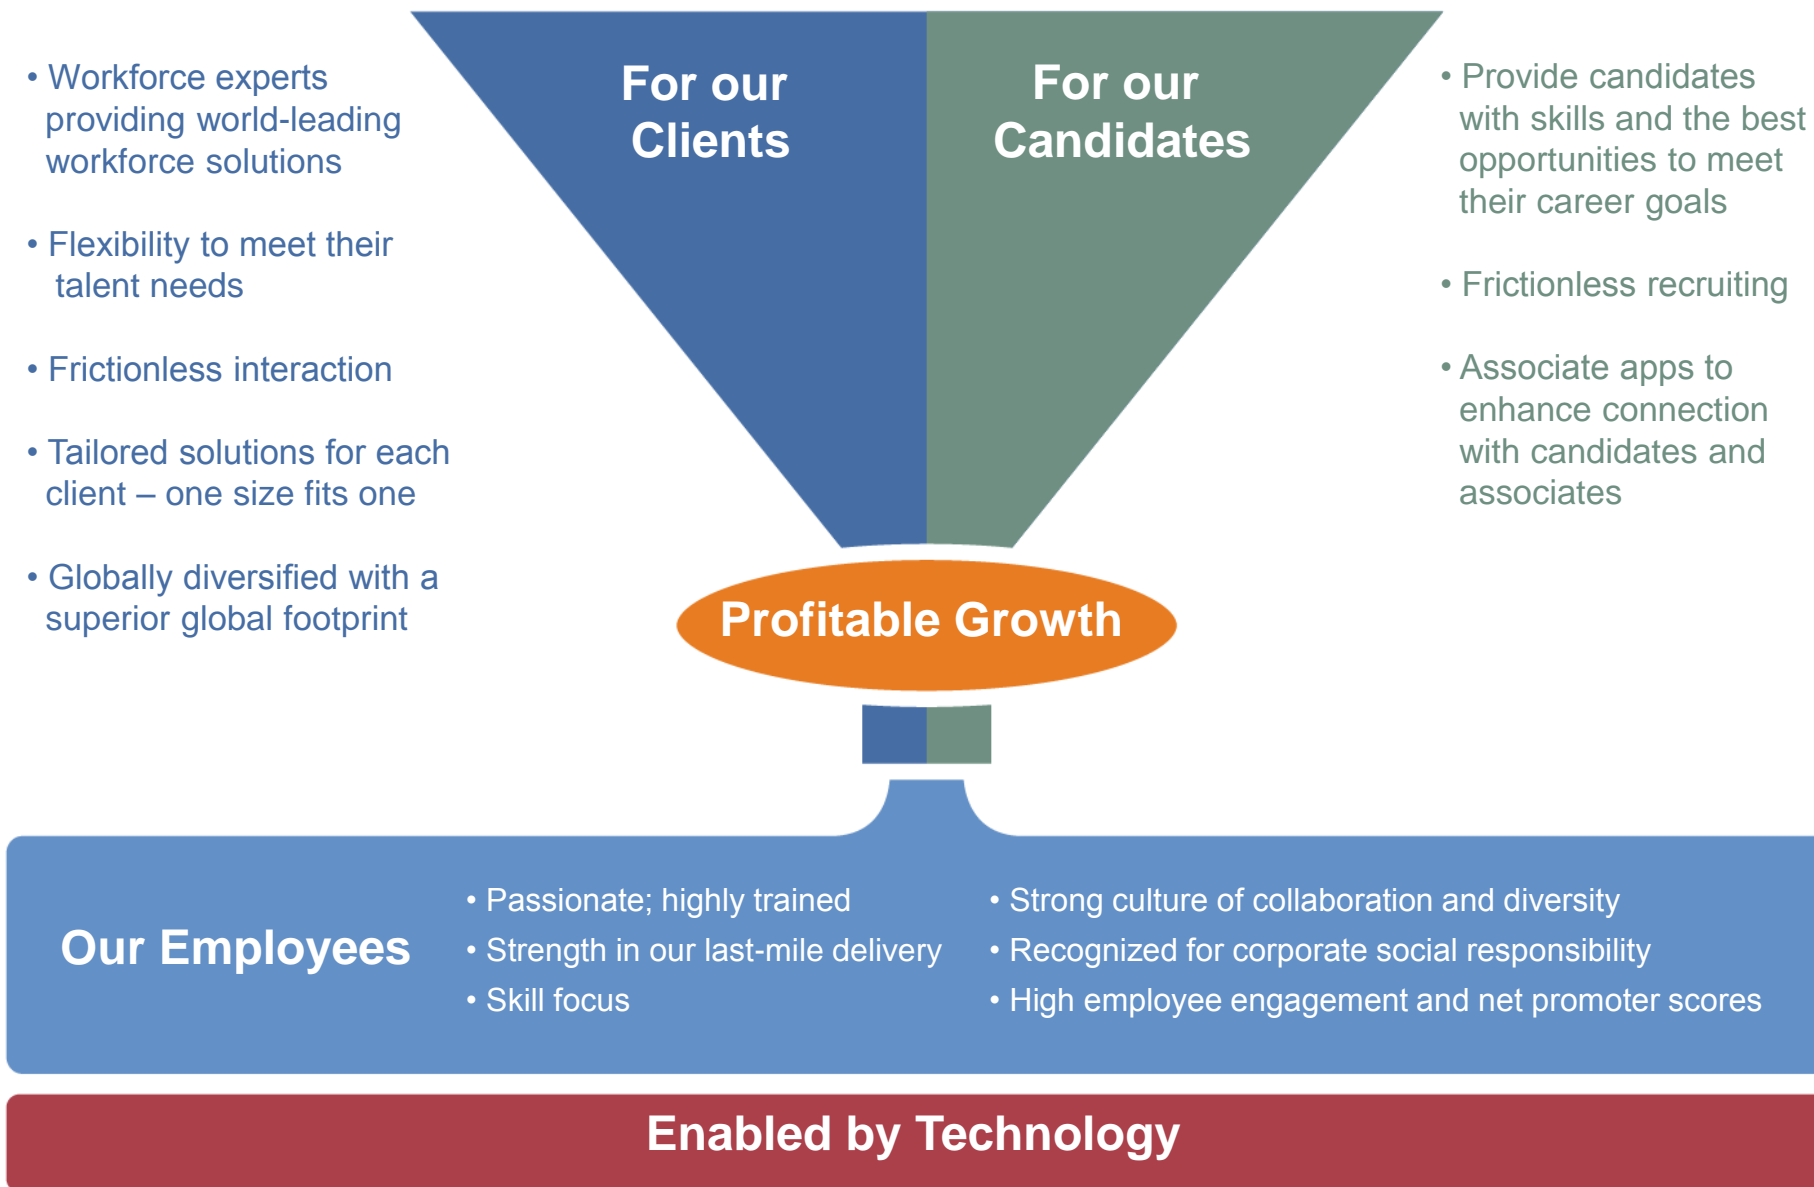 • Workforce experts
providing world-leading
workforce solutions
• Flexibility to meet their
talent needs
• Frictionless interaction
• Tailored solutions for each
client – one size fits one
• Globally diversified with a
superior global footprint
For our
Clients
For our
Candidates
• Provide candidates
with skills and the best
opportunities to meet
their career goals
• Frictionless recruiting
• Associate apps to
enhance connection
with candidates and
associates
Profitable Growth
Our Employees
• Passionate; highly trained
• Strength in our last-mile delivery
• Skill focus
• Strong culture of collaboration and diversity
• Recognized for corporate social responsibility
• High employee engagement and net promoter scores
Enabled by Technology